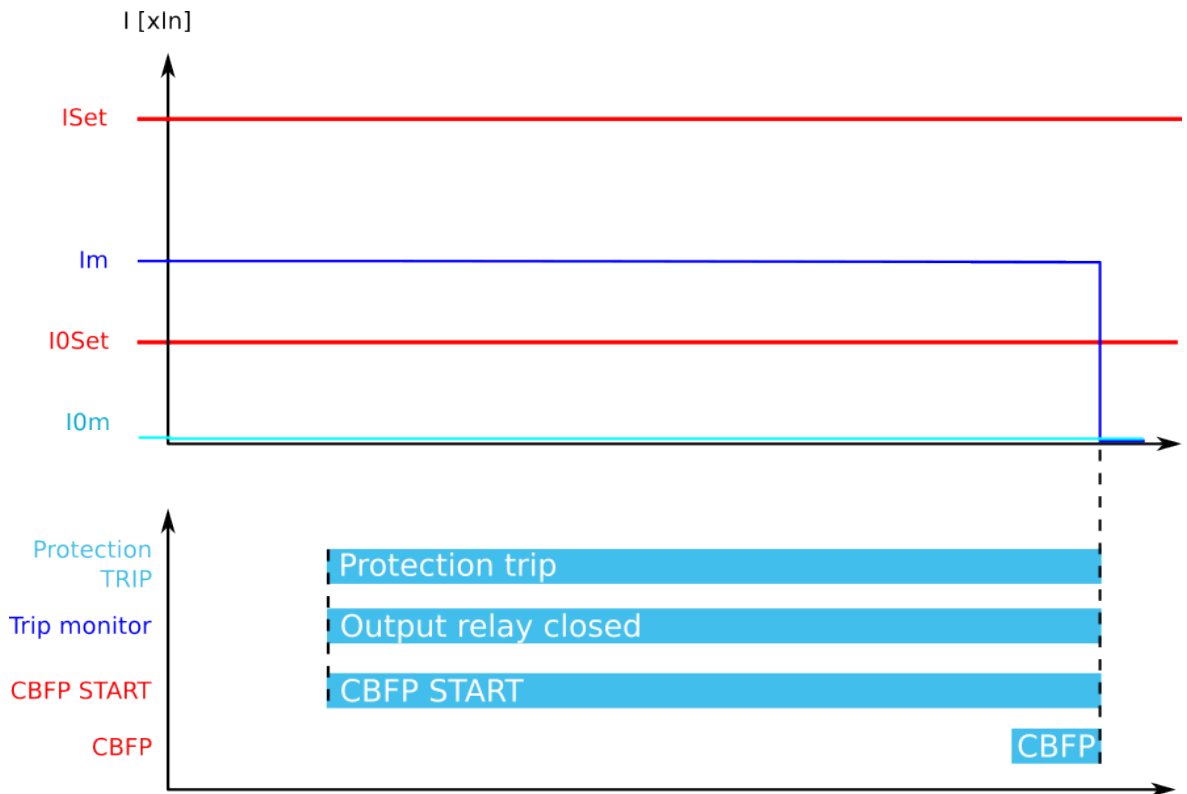 I [xIn]
ISet
Im
I0Set
I0m
Protection
TRIP
Protection trip
Trip monitor
Output relay closed
CBFP START
CBFP START
CBFP
CBFP